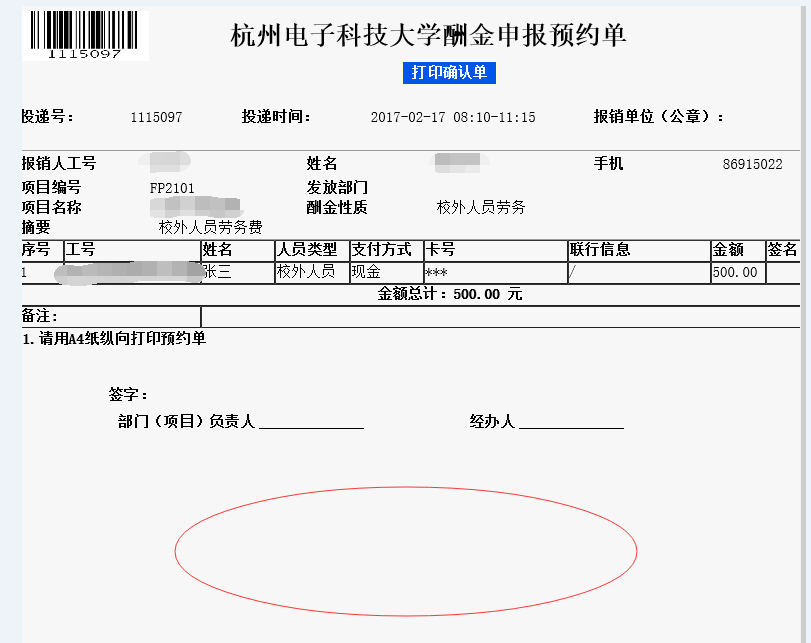 杭州电子科技大学酬金申报预约单
1115097
打印确认单
投递号： 1115097 投递时间： 2017-02-17 08:10-11:15 报销单位（公章）：
报销人工号 姓名 手机 86915022
项目编号 FP2101 发放部门
项目名称 酬金性质 校外人员劳务
摘要 校外人员劳务费
序号 工号 姓名 人员类型 支付方式 卡号 联行信息 金额 签名
1 张三 校外人员 现金 *** / 500.00
金额总计：500.00 元
备注：
1.请用A4纸纵向打印预约单
签字：
部门（项目）负责人 经办人